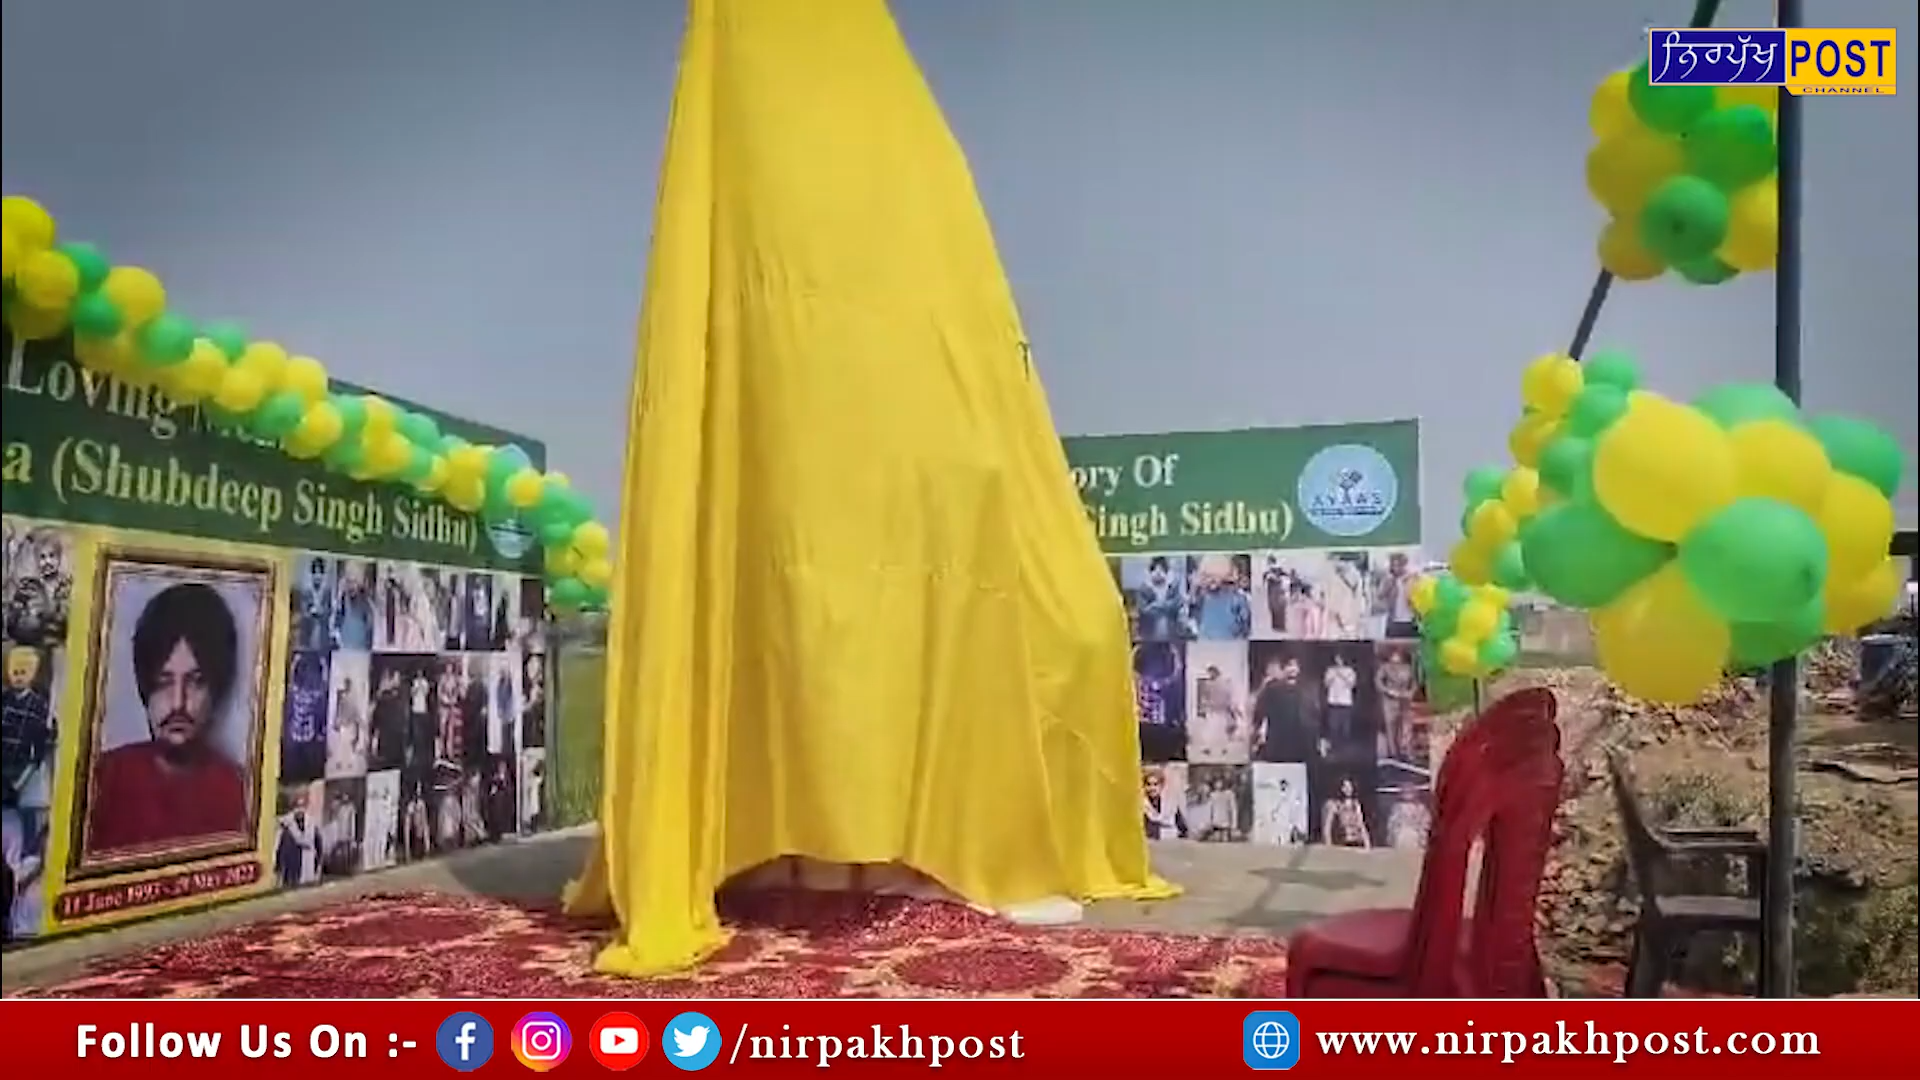 ਨਿਰਪੱਖ POST
CHANNEL
Loving
a (Shubdeep Singh Sidhu)
11 June 1993 - 29 May 2022
ory Of
Singh Sidhu)
Follow Us On :- /nirpakhpost
www.nirpakhpost.com